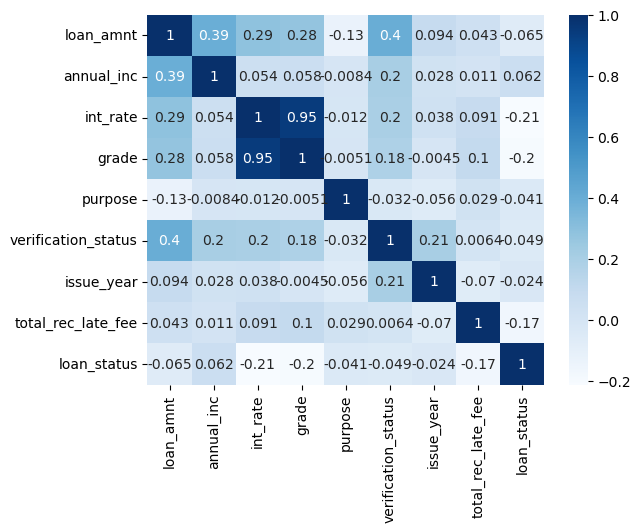 loan_amnt 1 0.39 0.29 0.28 -0.13 0.4 0.094 0.043 -0.065
annual_inc 0.39 1 0.054 0.058 -0.0084 0.2 0.028 0.011 0.062
int_rate 0.29 0.054 1 0.95 -0.012 0.2 0.038 0.091 -0.21
grade 0.28 0.058 0.95 1 0.0051 0.18 -0.0045 0.1 -0.2
purpose -0.13 -0.0084 -0.012 0.0051 1 -0.032 -0.056 0.029 -0.041
verification_status 0.4 0.2 0.2 0.18 -0.032 1 0.21 0.0064 -0.049
issue_year 0.094 0.028 0.038 -0.0045 0.056 0.21 1 -0.07 -0.024
total_rec_late_fee 0.043 0.011 0.091 0.1 0.029 0.0064 -0.07 1 -0.17
loan_status -0.065 0.062 -0.21 -0.2 -0.041 -0.049 -0.024 -0.17 1
loan_amnt
annual_inc
int_rate
grade
purpose
verification_status
issue_year
total_rec_late_fee
loan_status
1.0
0.8
0.6
0.4
0.2
0.0
−0.2